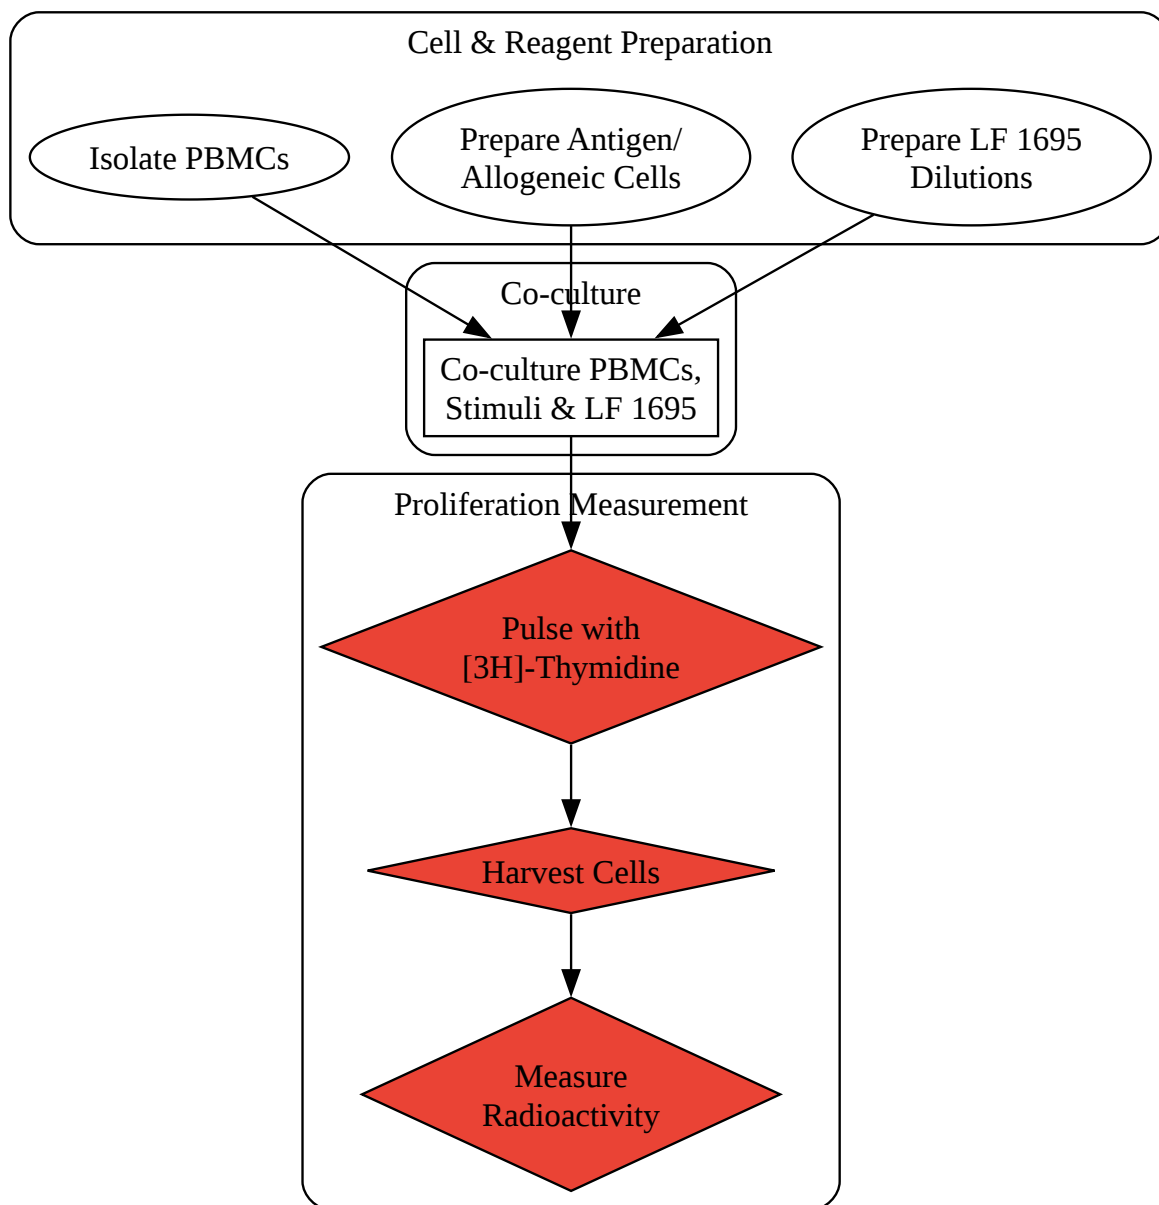 Cell & Reagent Preparation
Isolate PBMCs
Prepare Antigen/
Allogeneic Cells
Prepare LF 1695
Dilutions
Co-culture
Co-culture PBMCs,
Stimuli & LF 1695
Proliferation Measurement
Pulse with
[3H]-Thymidine
Harvest Cells
Measure
Radioactivity